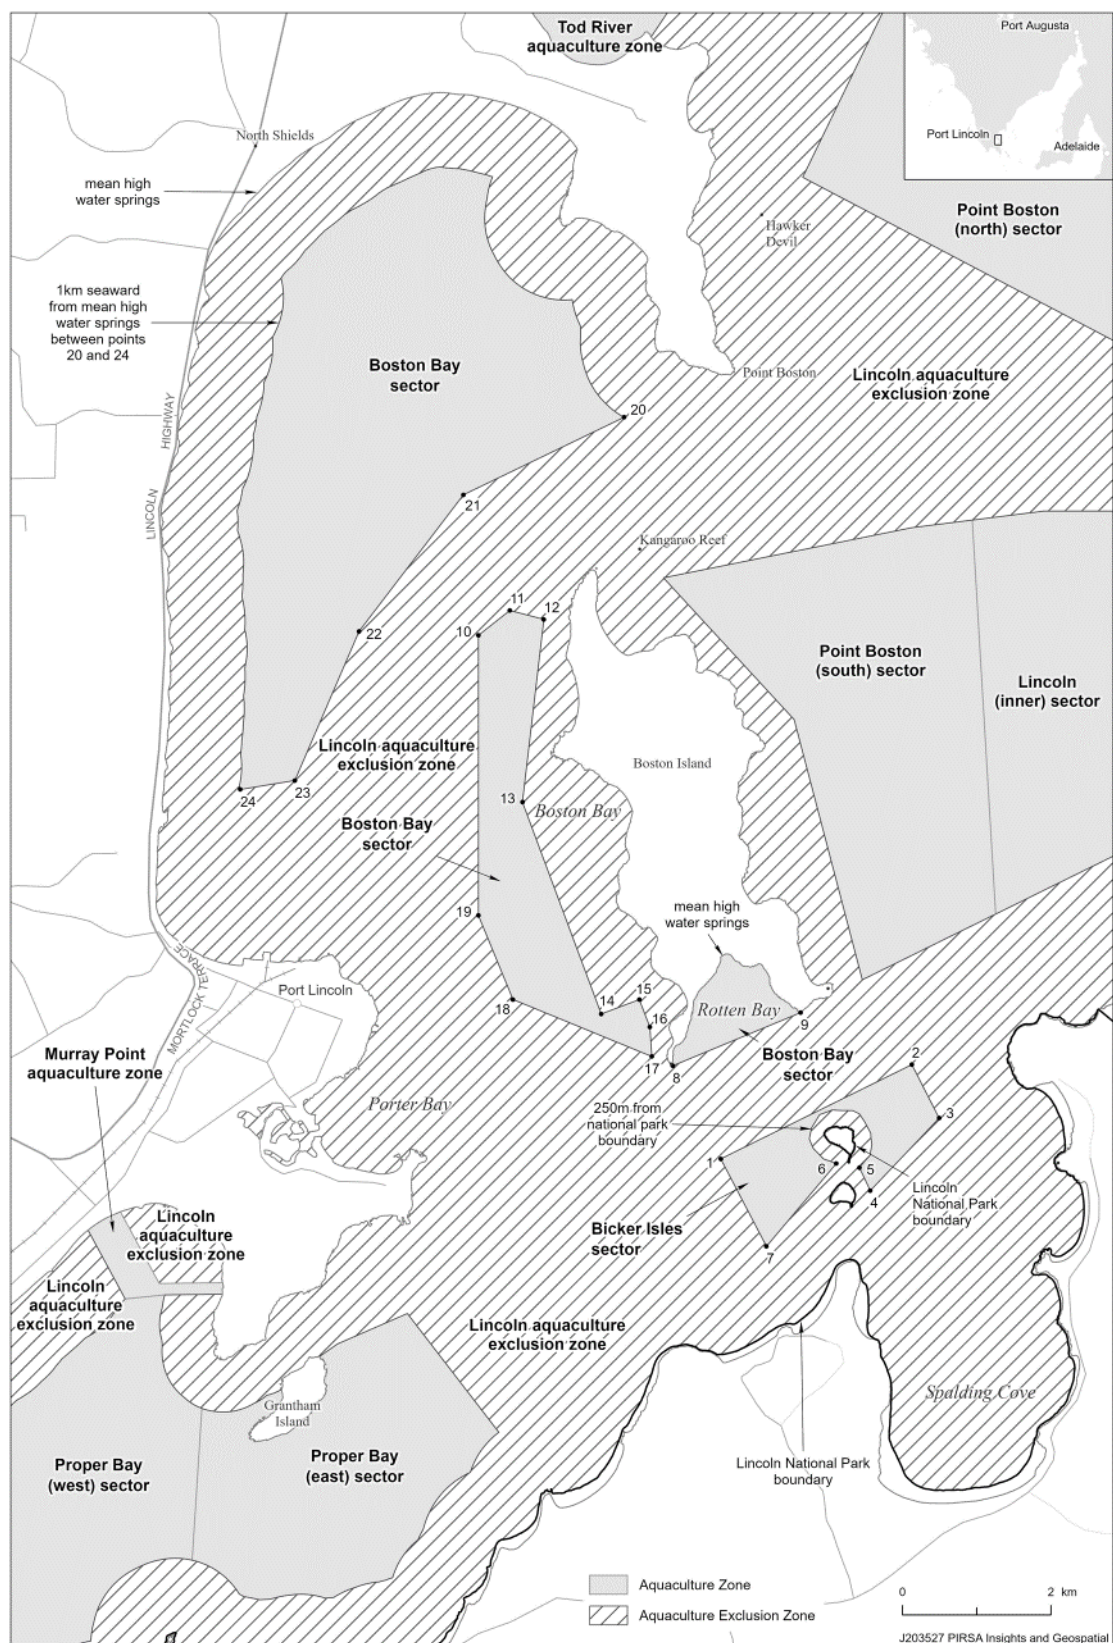 Tod River
aquaculture zone
Port Augusta
Port Lincoln
Adelaide
North Shields
mean high
water springs
Point Boston
(north) sector
Hawker
Devil
1km seaward
from mean high
water springs
between points
20 and 24
Boston Bay
sector
Point Boston
Lincoln aquaculture
exclusion zone
20
HIGHWAY
LINCOLN
21
Kangaroo Reef
11
12
10
22
Point Boston
(south) sector
Lincoln
(inner) sector
Lincoln aquaculture
exclusion zone
Boston Island
23
24
13
Boston Bay
Boston Bay
sector
mean high
water springs
19
MORTLOCK TERRACE
Port Lincoln
18
14
15
16
Rotten Bay
9
17
8
Boston Bay
sector
Murray Point
aquaculture zone
Porter Bay
2
250m from
national park
boundary
3
1
6
5
4
Lincoln
National Park
boundary
Bicker Isles
sector
7
Lincoln
aquaculture
exclusion zone
Lincoln
aquaculture
exclusion zone
Lincoln aquaculture
exclusion zone
Grantham
Island
Spalding Cove
Proper Bay
(west) sector
Proper Bay
(east) sector
Lincoln National Park
boundary
Aquaculture Zone
Aquaculture Exclusion Zone
0 2 km
J203527 PIRSA Insights and Geospatial